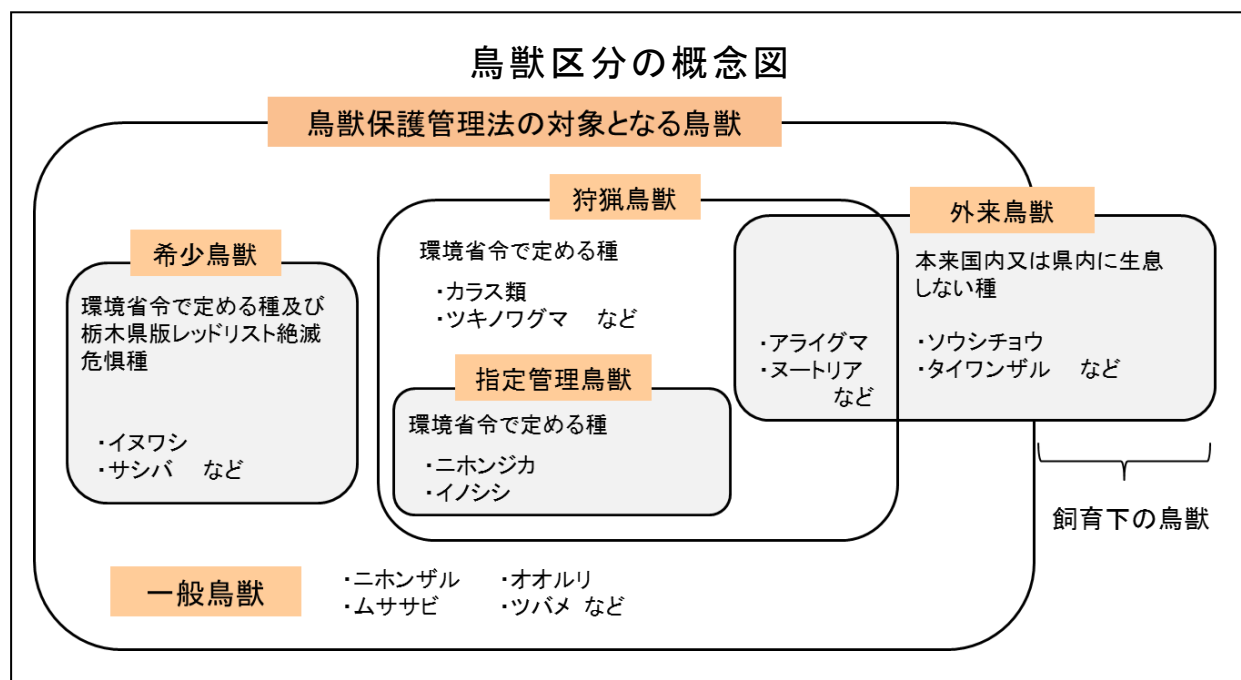 鳥獣区分の概念図
鳥獣保護管理法の対象となる鳥獣
狩猟鳥獣
環境省令で定める種
・カラス類
・ツキノワグマ など
外来鳥獣
本来国内又は県内に生息
しない種
・アライグマ
・ヌートリア
など
・ソウシチョウ
・タイワンザル など
希少鳥獣
環境省令で定める種及び
栃木県版レッドリスト絶滅
危惧種
・イヌワシ
・サシバ など
指定管理鳥獣
環境省令で定める種
・ニホンジカ
・イノシシ
飼育下の鳥獣
一般鳥獣
・ニホンザル
・ムササビ
・オオルリ
・ツバメ など